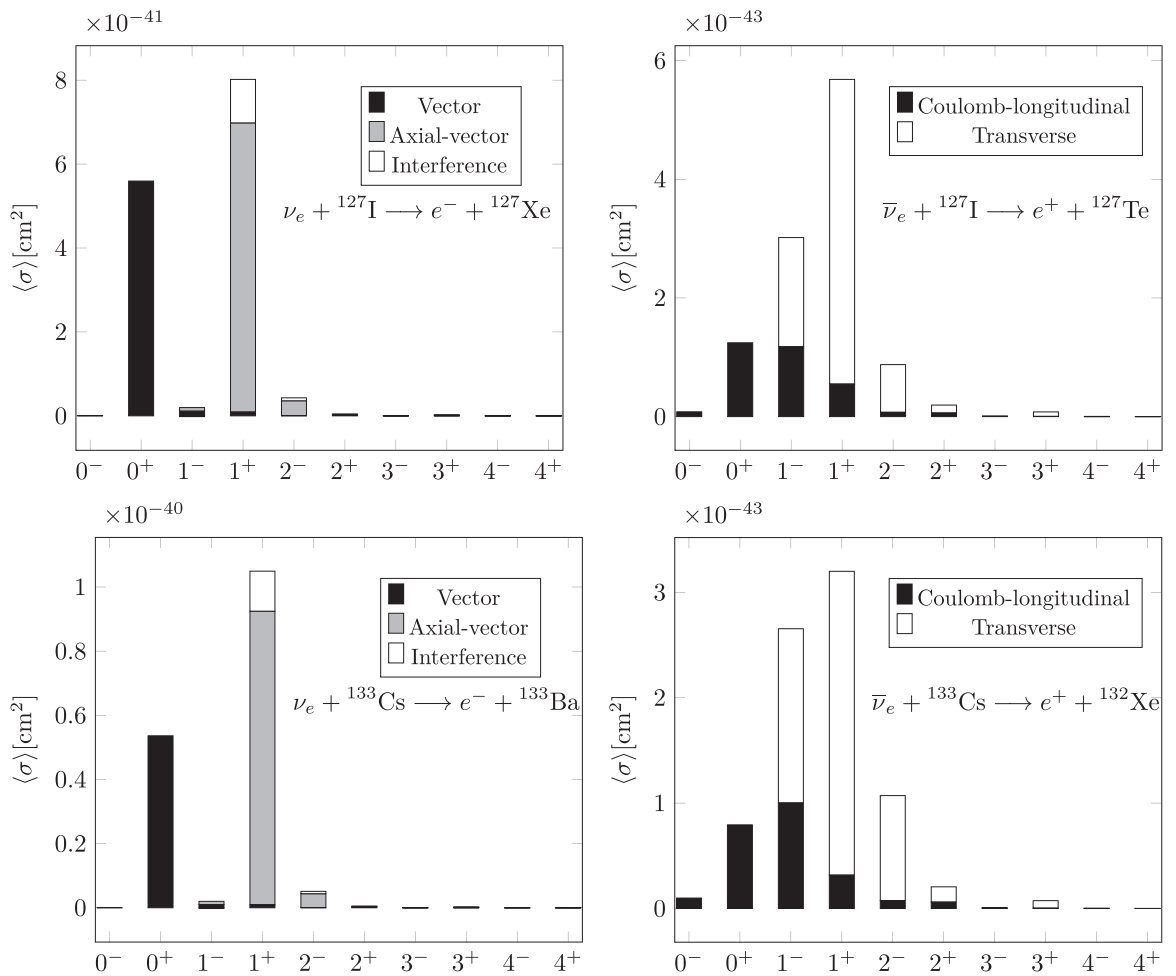 ×10⁻⁴¹
8
6
4
2
0
⟨σ⟩[cm²]
Vector
Axial-vector
Interference
νₑ + ¹²⁷I ⟶ e⁻ + ¹²⁷Xe
0⁻ 0⁺ 1⁻ 1⁺ 2⁻ 2⁺ 3⁻ 3⁺ 4⁻ 4⁺
×10⁻⁴³
6
4
2
0
⟨σ⟩[cm²]
Coulomb-longitudinal
Transverse
ν̅ₑ + ¹²⁷I ⟶ e⁺ + ¹²⁷Te
0⁻ 0⁺ 1⁻ 1⁺ 2⁻ 2⁺ 3⁻ 3⁺ 4⁻ 4⁺
×10⁻⁴⁰
1
0.8
0.6
0.4
0.2
0
⟨σ⟩[cm²]
Vector
Axial-vector
Interference
νₑ + ¹³³Cs ⟶ e⁻ + ¹³³Ba
0⁻ 0⁺ 1⁻ 1⁺ 2⁻ 2⁺ 3⁻ 3⁺ 4⁻ 4⁺
×10⁻⁴³
3
2
1
0
⟨σ⟩[cm²]
Coulomb-longitudinal
Transverse
ν̅ₑ + ¹³³Cs ⟶ e⁺ + ¹³²Xe
0⁻ 0⁺ 1⁻ 1⁺ 2⁻ 2⁺ 3⁻ 3⁺ 4⁻ 4⁺